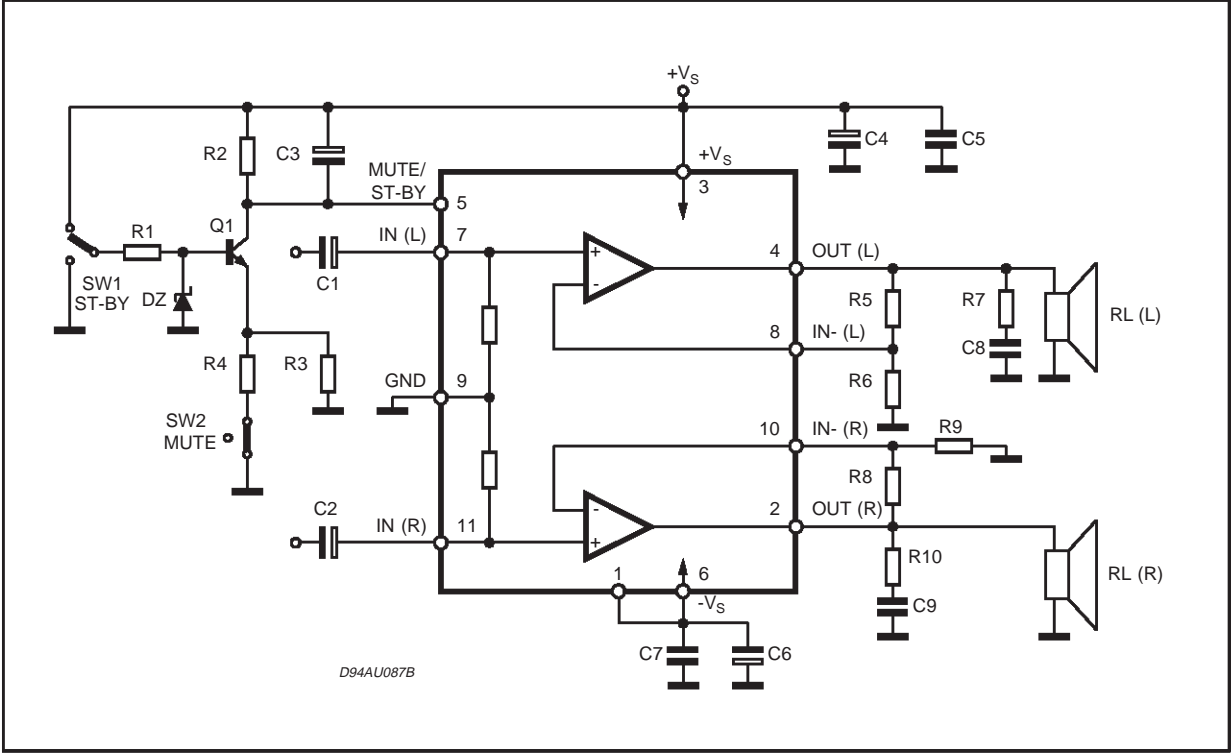 +VS
R2
C3
C4
C5
MUTE/
ST-BY
+VS
3
5
R1
Q1
IN (L)
7
4
OUT (L)
C1
+
-
SW1
ST-BY
DZ
R5
R7
RL (L)
8
IN- (L)
C8
R4
R3
GND
9
R6
SW2
MUTE
10
IN- (R)
R9
R8
C2
IN (R)
11
-
+
2
OUT (R)
R10
RL (R)
1
6
-VS
C9
C7
C6
D94AU087B